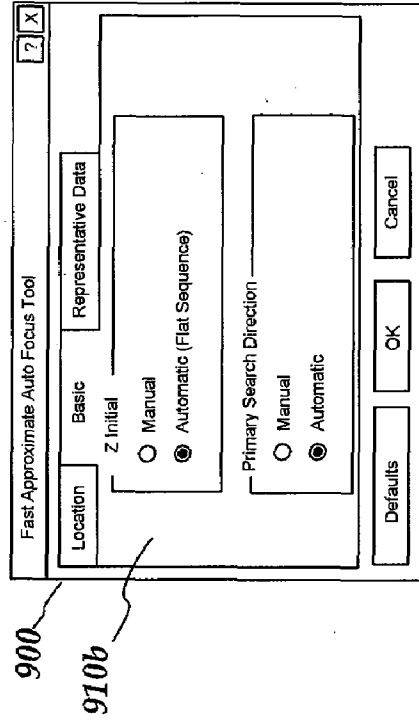 900
910b
Fast Approximate Auto Focus Tool ? X
Location Basic Representative Data
Z Initial
Manual
Automatic (Flat Sequence)
Primary Search Direction
Manual
Automatic
Defaults OK Cancel